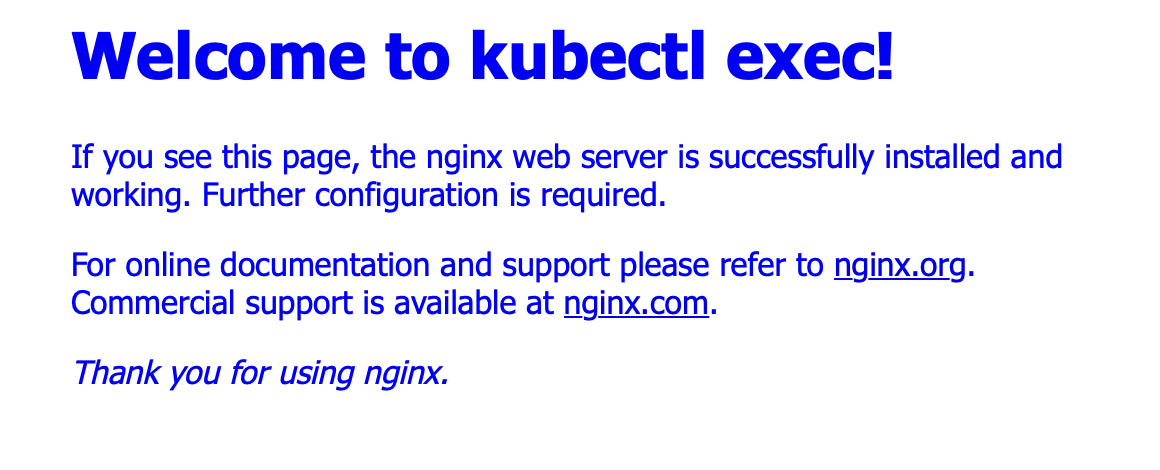 Welcome to kubectl exec!
If you see this page, the nginx web server is successfully installed and
working. Further configuration is required.
For online documentation and support please refer to nginx.org.
Commercial support is available at nginx.com.
Thank you for using nginx.